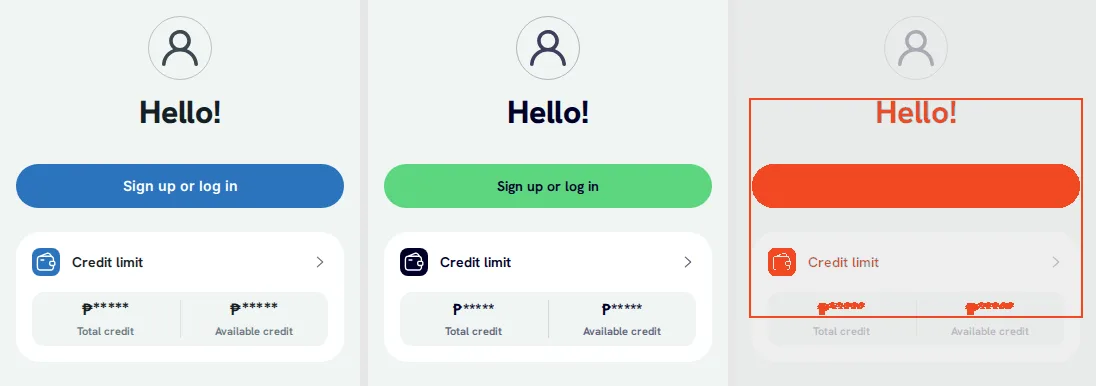 Hello!
Sign up or log in
Credit limit
₱***** ₱*****
Total credit Available credit
Hello!
Sign up or log in
Credit limit
P***** P*****
Total credit Available credit
Hello!
Credit limit
Total credit Available credit